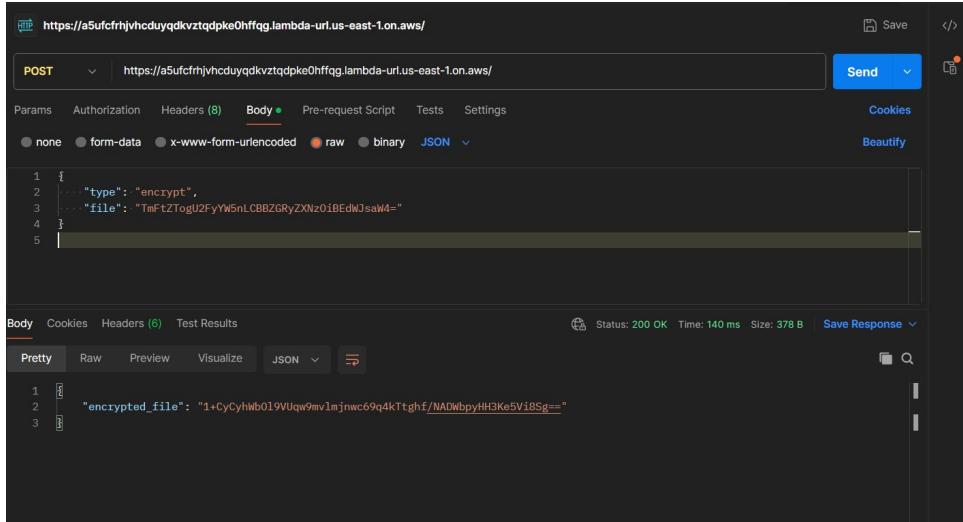 HTTP https://a5ufcfrhjvhcduyqdkvztqdpke0hffqg.lambda-url.us-east-1.on.aws/ Save
POST https://a5ufcfrhjvhcduyqdkvztqdpke0hffqg.lambda-url.us-east-1.on.aws/ Send
Params Authorization Headers (8) Body Pre-request Script Tests Settings Cookies
none form-data x-www-form-urlencoded raw binary JSON Beautify
1 {
2 "type": "encrypt",
3 "file": "TmFtZTogU2FyYW5nLCBBZGRyZXNzOiBEdWJsaW4="
4 }
5
Body Cookies Headers (6) Test Results Status: 200 OK Time: 140 ms Size: 378 B Save Response
Pretty Raw Preview Visualize JSON
1 {
2 "encrypted_file": "1+CyCyhWbOl9VUqw9mvlmjnwc69q4kTtghf/NADWbpyHH3Ke5Vi8Sg=="
3 }